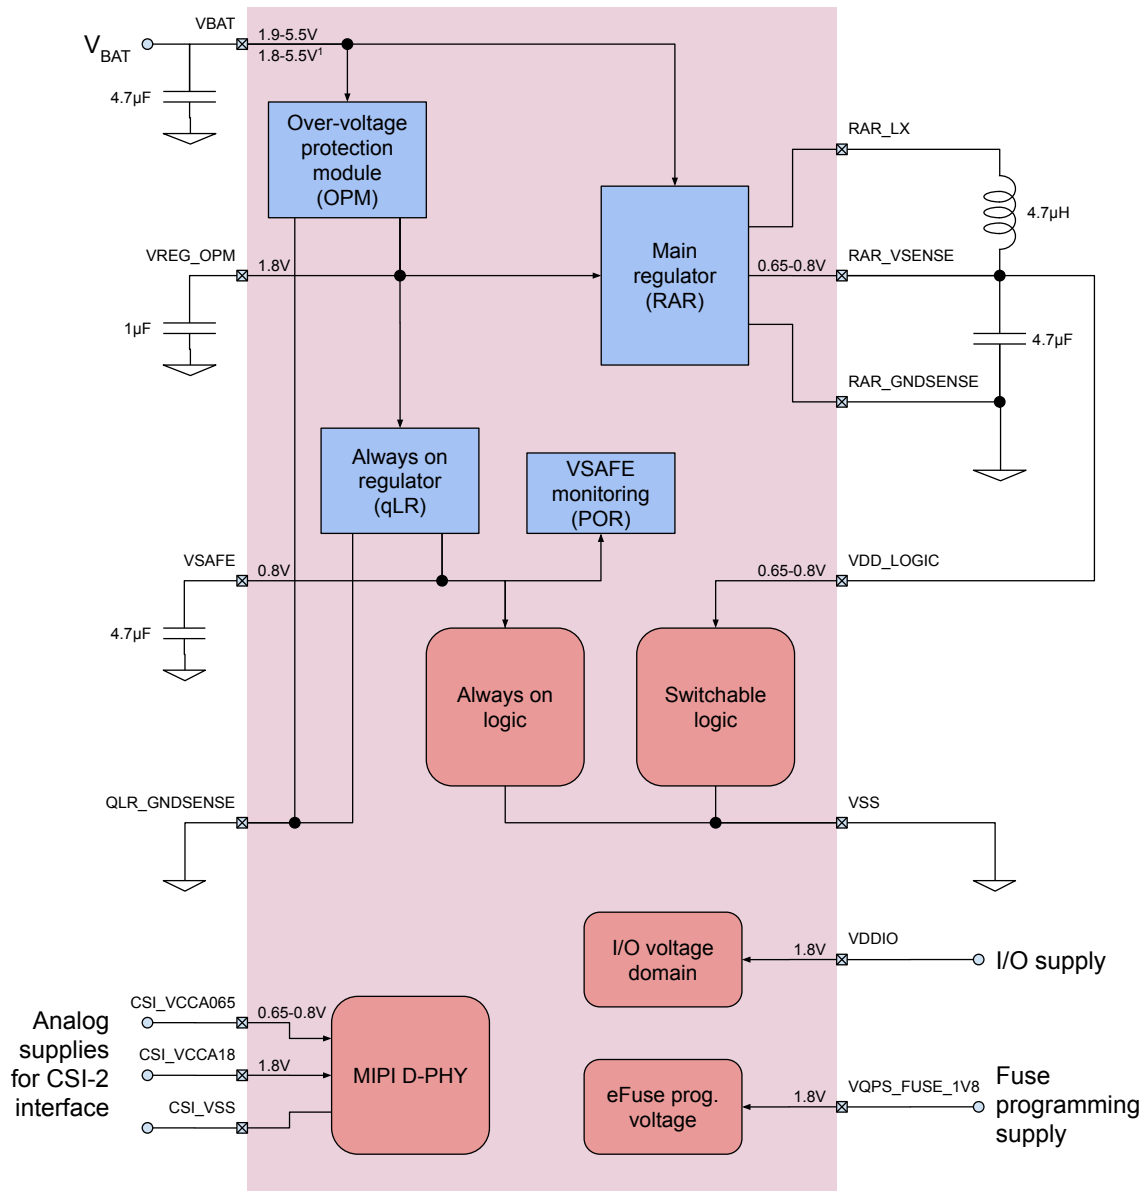 VBAT
V BAT
1.9-5.5V
1.8-5.5V¹
4.7µF
Over-voltage
protection
module
(OPM)
RAR_LX
4.7µH
VREG_OPM
1.8V
Main
regulator
(RAR)
0.65-0.8V
RAR_VSENSE
1µF
4.7µF
RAR_GNDSENSE
Always on
regulator
(qLR)
VSAFE
monitoring
(POR)
VSAFE
0.8V
0.65-0.8V
VDD_LOGIC
4.7µF
Always on
logic
Switchable
logic
QLR_GNDSENSE
VSS
I/O voltage
domain
1.8V
VDDIO
I/O supply
Analog
supplies
for CSI-2
interface
CSI_VCCA065
0.65-0.8V
CSI_VCCA18
1.8V
CSI_VSS
MIPI D-PHY
eFuse prog.
voltage
1.8V
VQPS_FUSE_1V8
Fuse
programming
supply